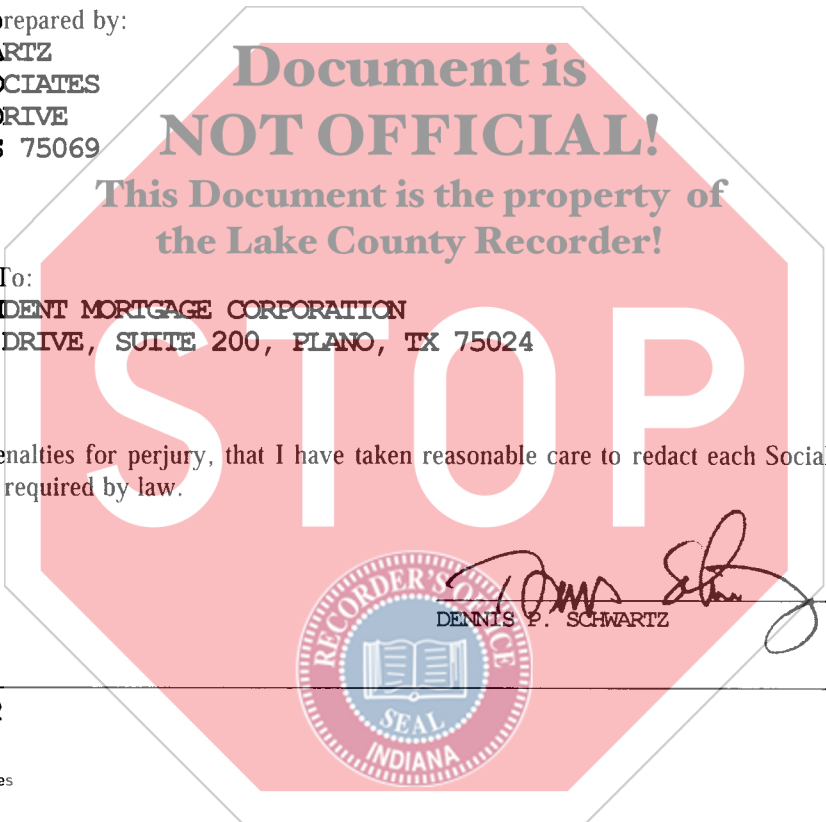 prepared by:
ARTZ
OCIATES
DRIVE
S 75069
Document is
NOT OFFICIAL!
This Document is the property of
the Lake County Recorder!
To:
DENT MORTGAGE CORPORATION
DRIVE, SUITE 200, PLANO, TX 75024
STOP
enalties for perjury, that I have taken reasonable care to redact each Social
required by law.
DENNIS P. SCHWARTZ
RECORDER'S OFFICE
SEAL
INDIANA
es